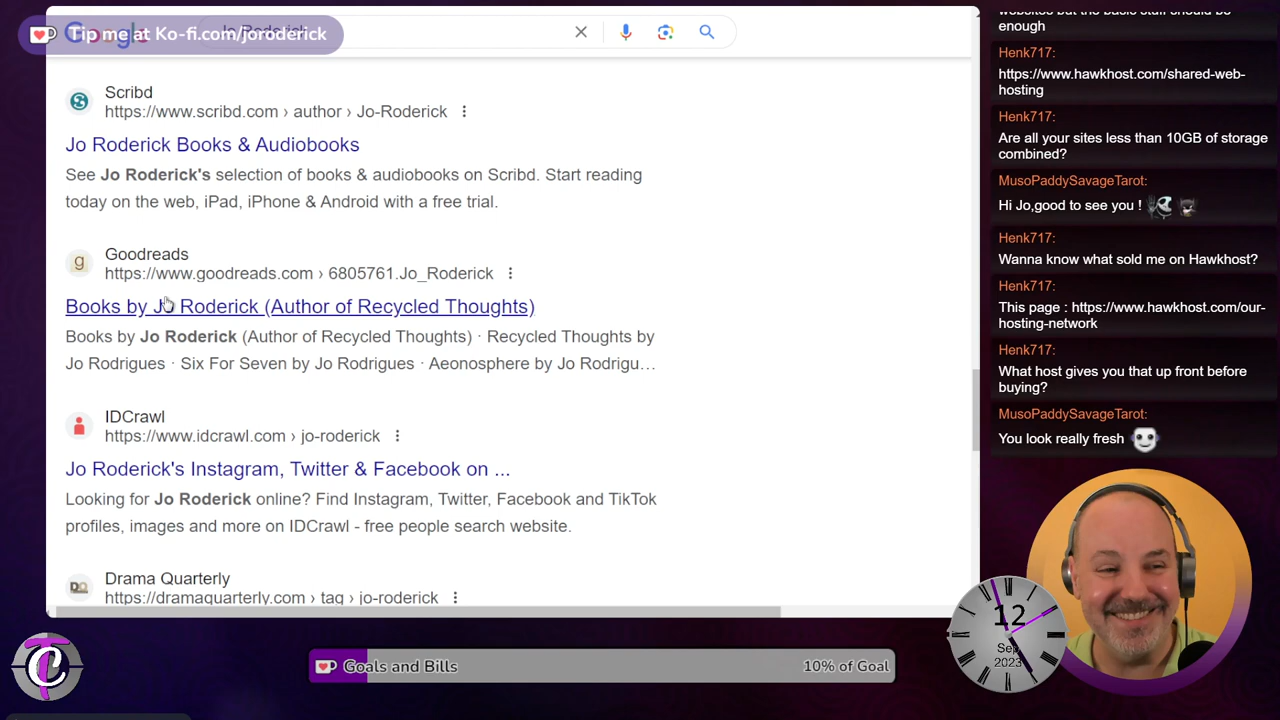 Tip me at Ko-fi.com/joroderick
Scribd
https://www.scribd.com › author › Jo-Roderick
Jo Roderick Books & Audiobooks
See Jo Roderick's selection of books & audiobooks on Scribd. Start reading
today on the web, iPad, iPhone & Android with a free trial.
g
Goodreads
https://www.goodreads.com › 6805761.Jo_Roderick
Books by Jo Roderick (Author of Recycled Thoughts)
Books by Jo Roderick (Author of Recycled Thoughts) · Recycled Thoughts by
Jo Rodrigues · Six For Seven by Jo Rodrigues · Aeonosphere by Jo Rodrigu…
IDCrawl
https://www.idcrawl.com › jo-roderick
Jo Roderick's Instagram, Twitter & Facebook on ...
Looking for Jo Roderick online? Find Instagram, Twitter, Facebook and TikTok
profiles, images and more on IDCrawl - free people search website.
DQ
Drama Quarterly
https://dramaquarterly.com › tag › jo-roderick
enough
Henk717:
https://www.hawkhost.com/shared-web-
hosting
Henk717:
Are all your sites less than 10GB of storage
combined?
MusoPaddySavageTarot:
Hi Jo,good to see you !
Henk717:
Wanna know what sold me on Hawkhost?
Henk717:
This page : https://www.hawkhost.com/our-
hosting-network
Henk717:
What host gives you that up front before
buying?
MusoPaddySavageTarot:
You look really fresh
12
Sep
2023
Goals and Bills
10% of Goal